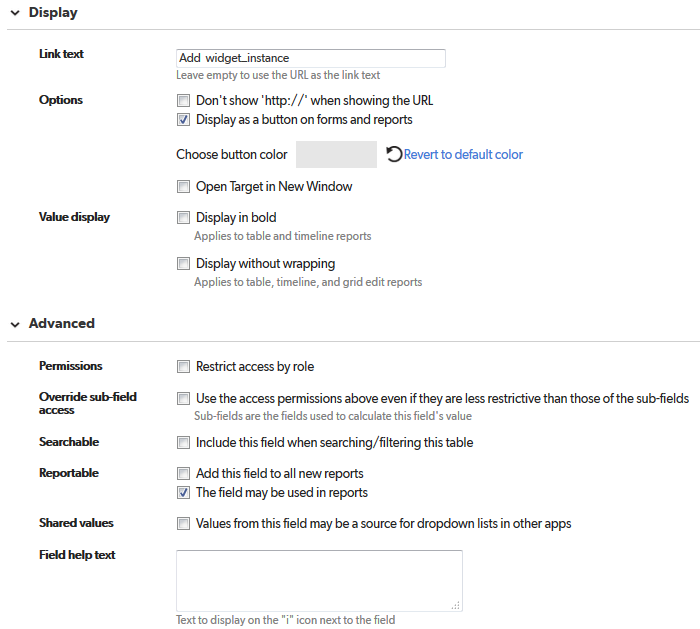 Display
Link text
Add widget_instance
Leave empty to use the URL as the link text
Options
Don't show 'http://' when showing the URL
Display as a button on forms and reports
Choose button color
Revert to default color
Open Target in New Window
Value display
Display in bold
Applies to table and timeline reports
Display without wrapping
Applies to table, timeline, and grid edit reports
Advanced
Permissions
Restrict access by role
Override sub-field
access
Use the access permissions above even if they are less restrictive than those of the sub-fields
Sub-fields are the fields used to calculate this field's value
Searchable
Include this field when searching/filtering this table
Reportable
Add this field to all new reports
The field may be used in reports
Shared values
Values from this field may be a source for dropdown lists in other apps
Field help text
Text to display on the "i" icon next to the field